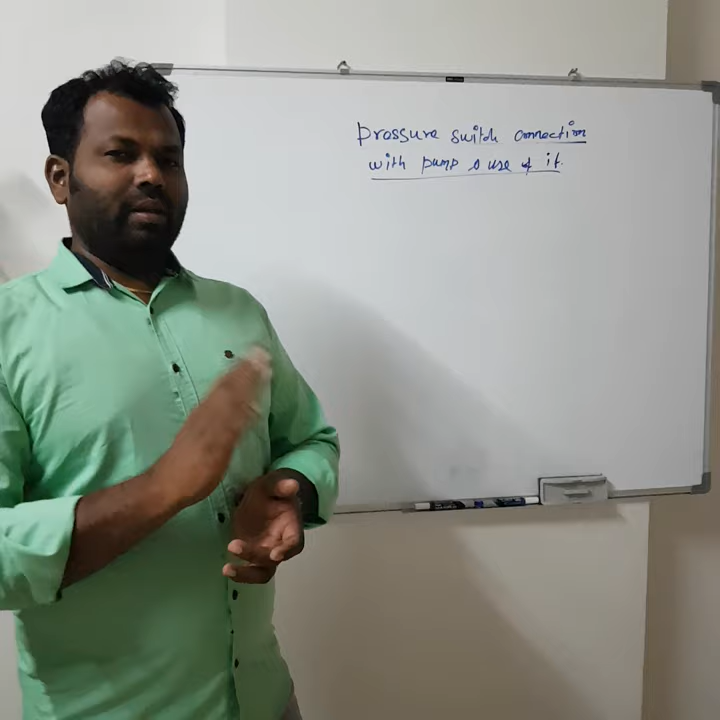 Pressure switch connection
with pump & use of it.